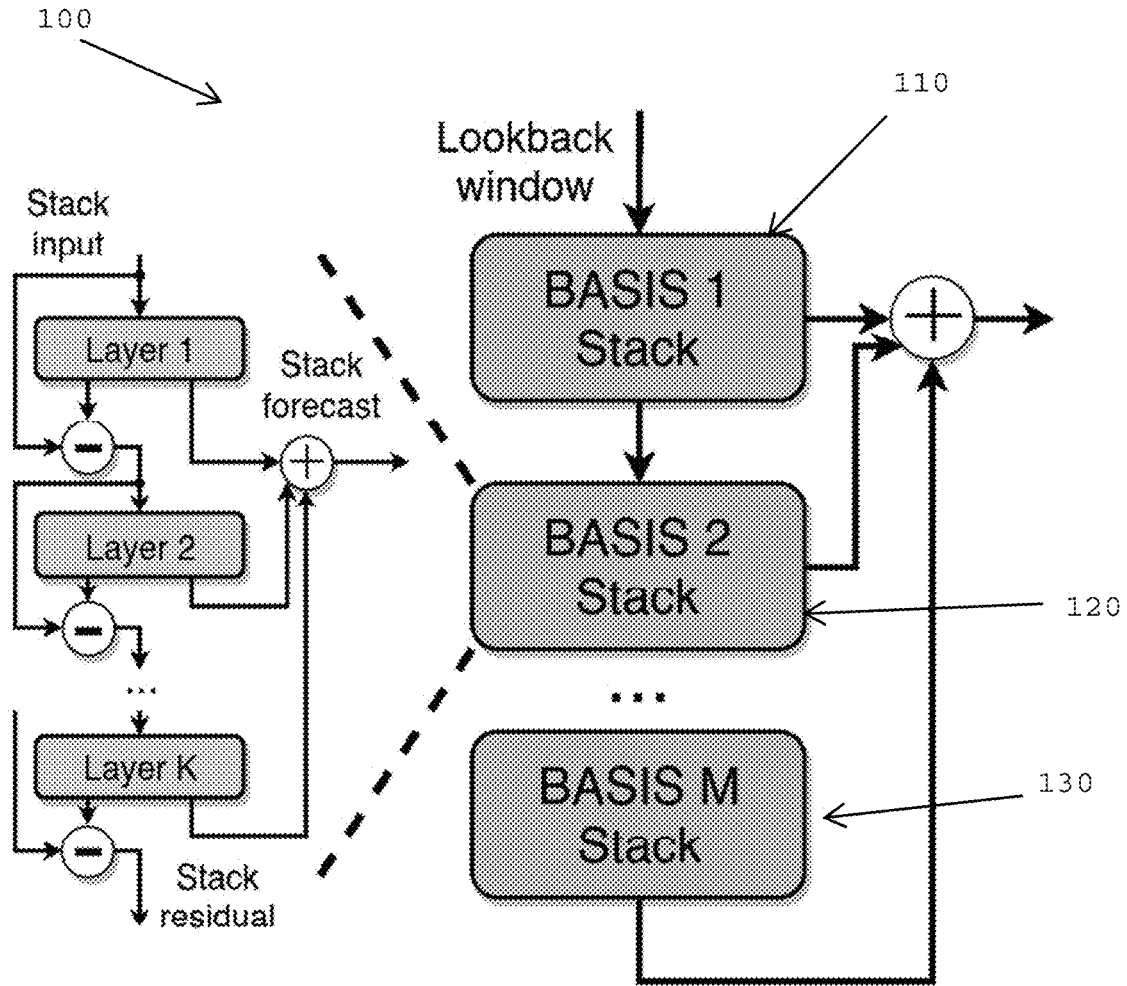 100
110
Lookback
window
Stack
input
BASIS 1
Stack
Layer 1
Stack
forecast
Layer 2
BASIS 2
Stack
120
...
...
Layer K
BASIS M
Stack
130
Stack
residual